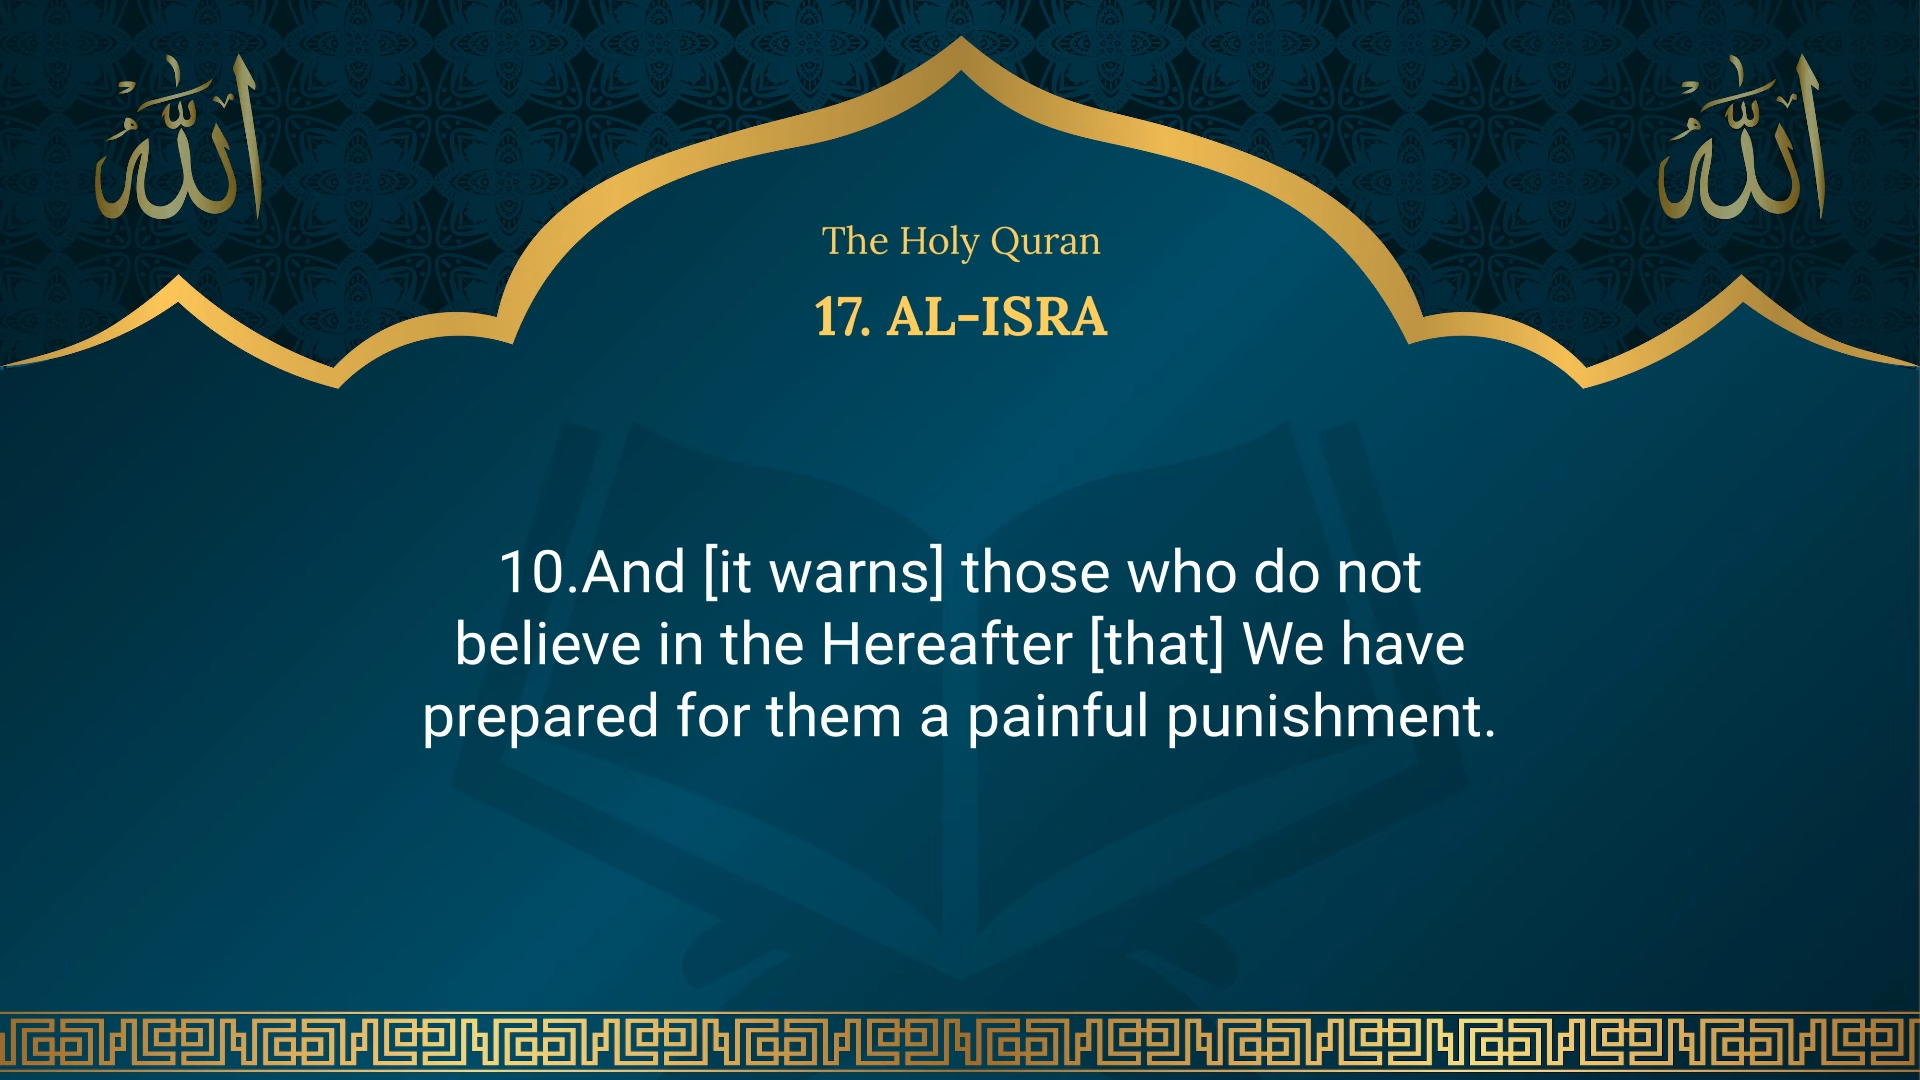 الله
الله
The Holy Quran
17. AL-ISRA
10.And [it warns] those who do not
believe in the Hereafter [that] We have
prepared for them a painful punishment.